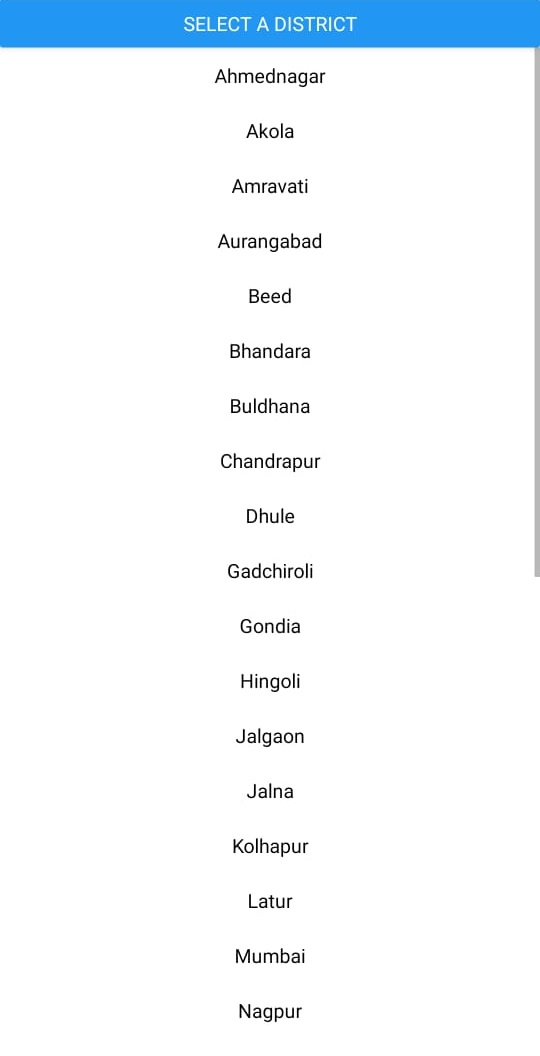 SELECT A DISTRICT
Ahmednagar
Akola
Amravati
Aurangabad
Beed
Bhandara
Buldhana
Chandrapur
Dhule
Gadchiroli
Gondia
Hingoli
Jalgaon
Jalna
Kolhapur
Latur
Mumbai
Nagpur